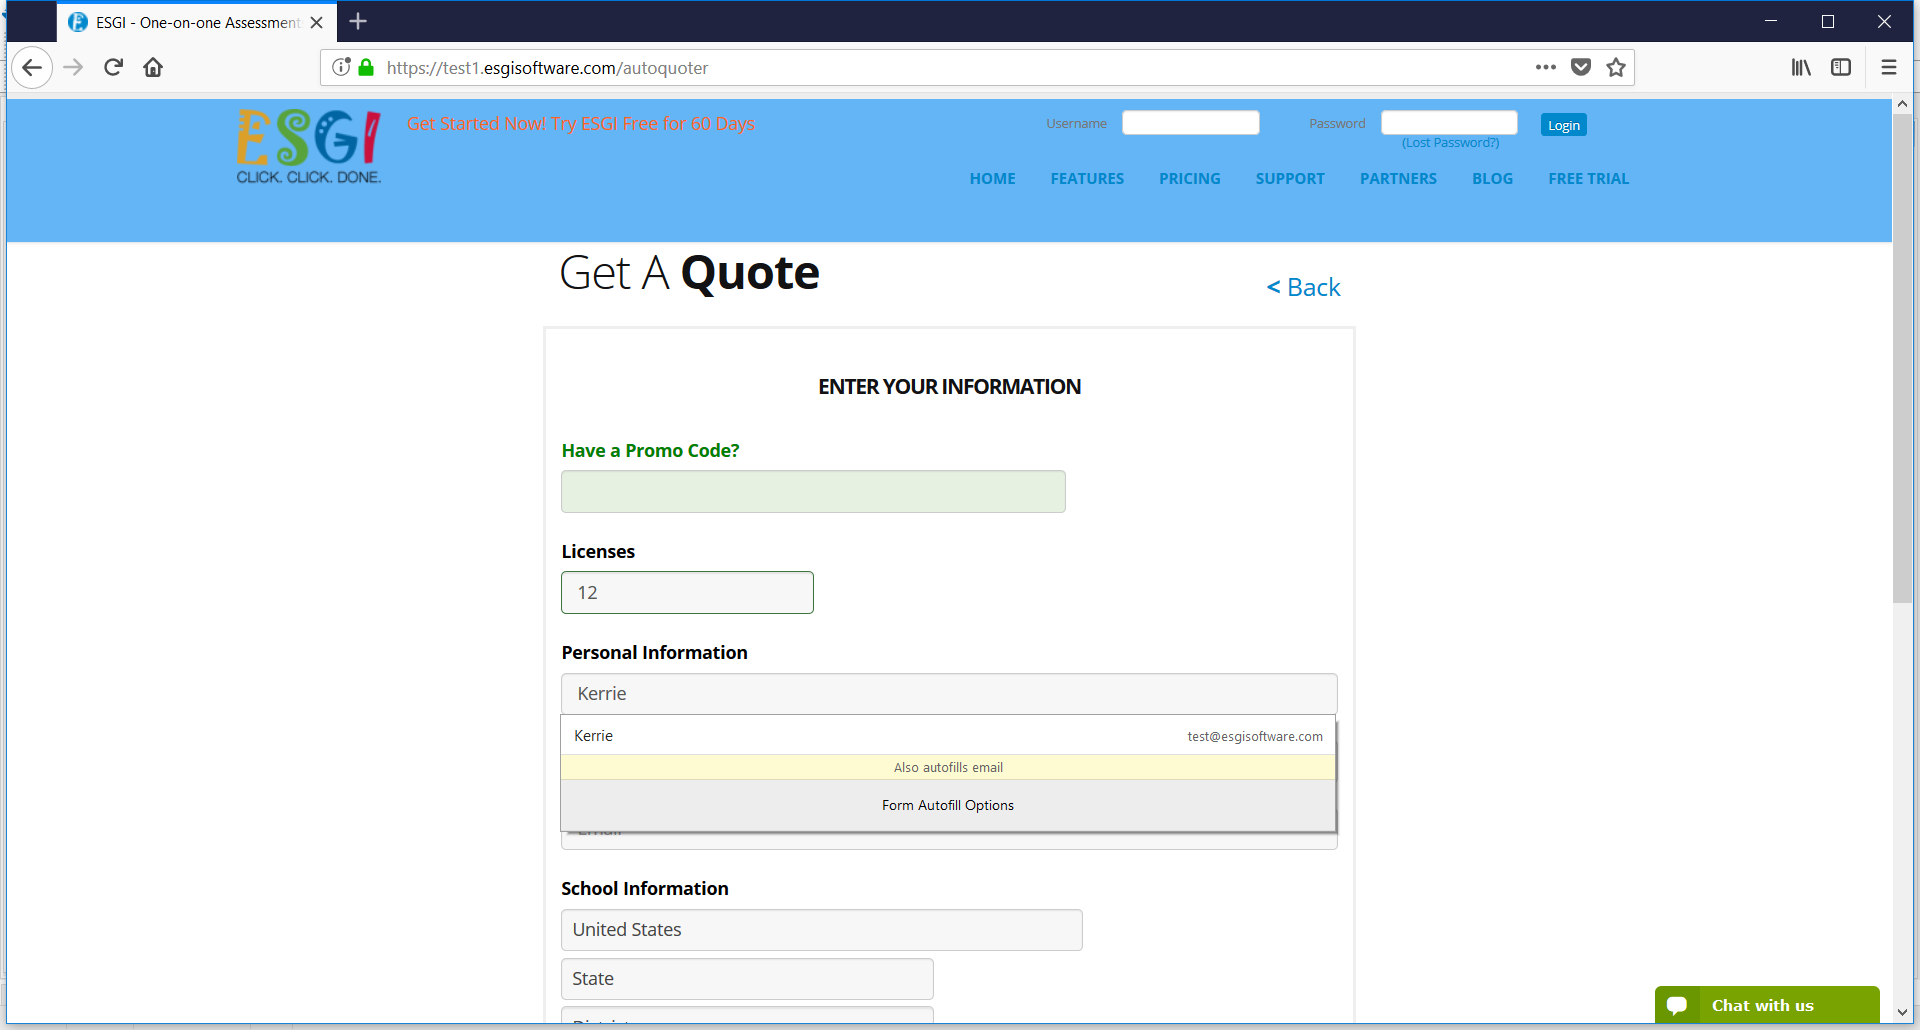 ESGI - One-on-one Assessment
https://test1.esgisoftware.com/autoquoter
ESGI
CLICK. CLICK. DONE.
Get Started Now! Try ESGI Free for 60 Days
Username
Password
Login
(Lost Password?)
HOME FEATURES PRICING SUPPORT PARTNERS BLOG FREE TRIAL
Get A Quote
< Back
ENTER YOUR INFORMATION
Have a Promo Code?
Licenses
12
Personal Information
Kerrie
Kerrie test@esgisoftware.com
Also autofills email
Form Autofill Options
Email
School Information
United States
State
District
Chat with us